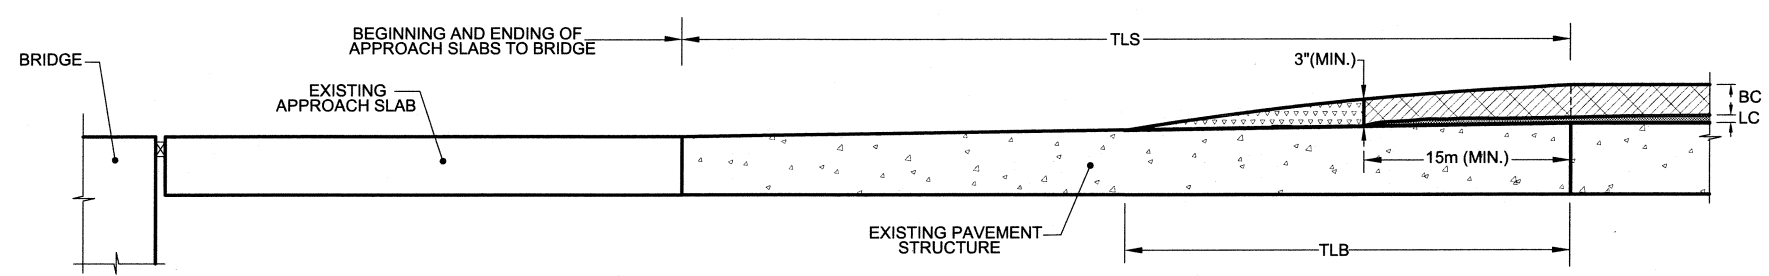 BEGINNING AND ENDING OF
APPROACH SLABS TO BRIDGE
TLS
BRIDGE
3"(MIN.)
EXISTING
APPROACH SLAB
BC
LC
15m (MIN.)
EXISTING PAVEMENT
STRUCTURE
TLB